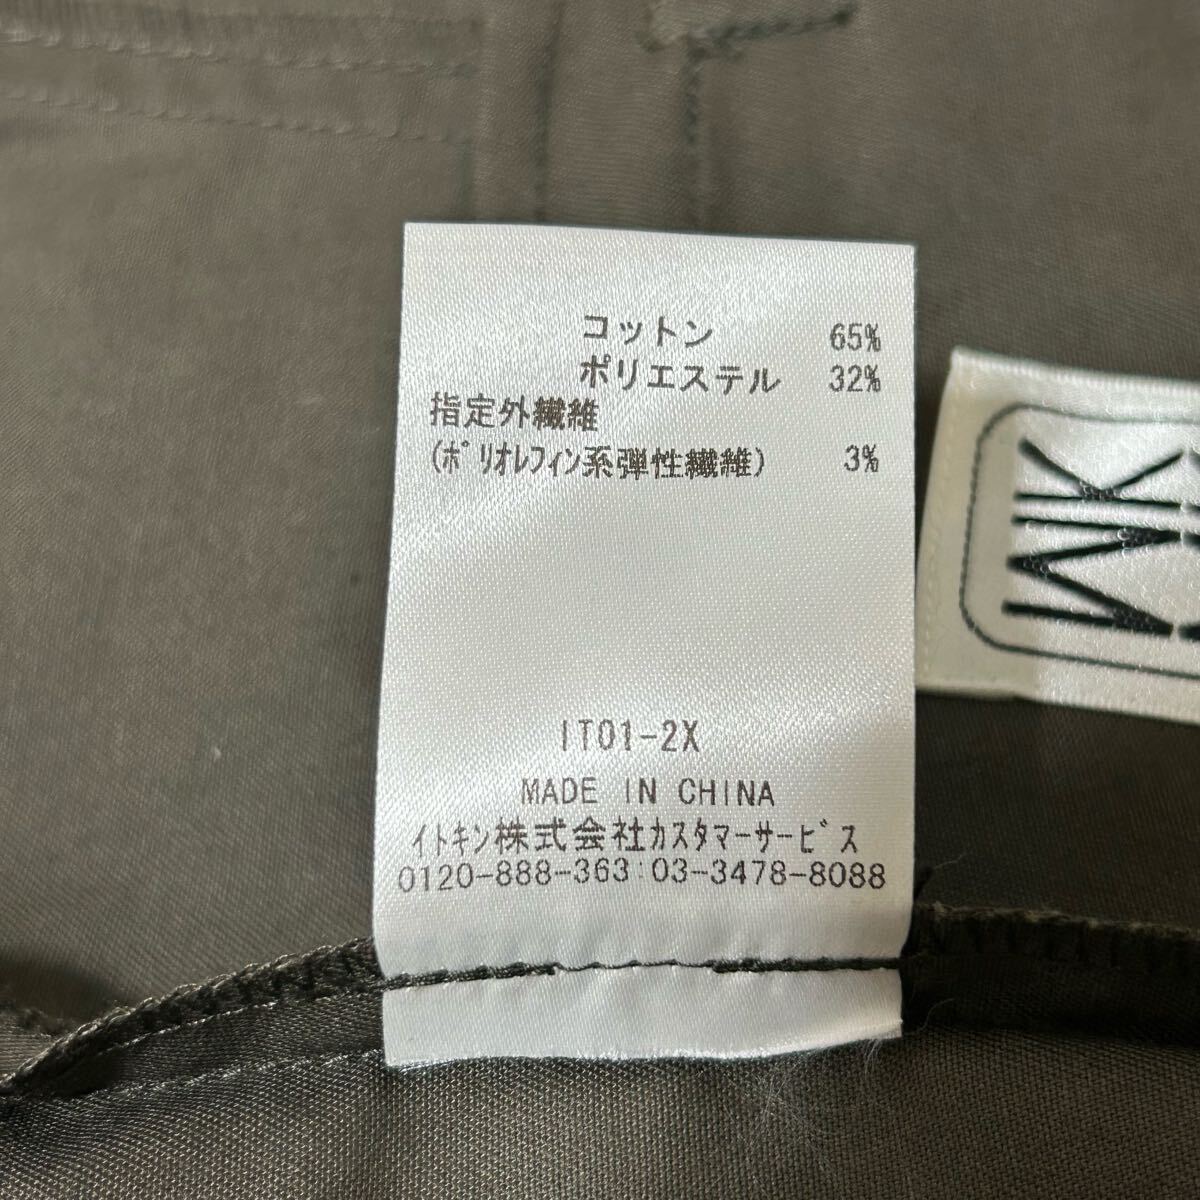 コットン 65%
ポリエステル 32%
指定外繊維
(ポリオレフィン系弾性繊維) 3%
IT01-2X
MADE IN CHINA
イトキン株式会社カスタマーサービス
0120-888-363:03-3478-8088